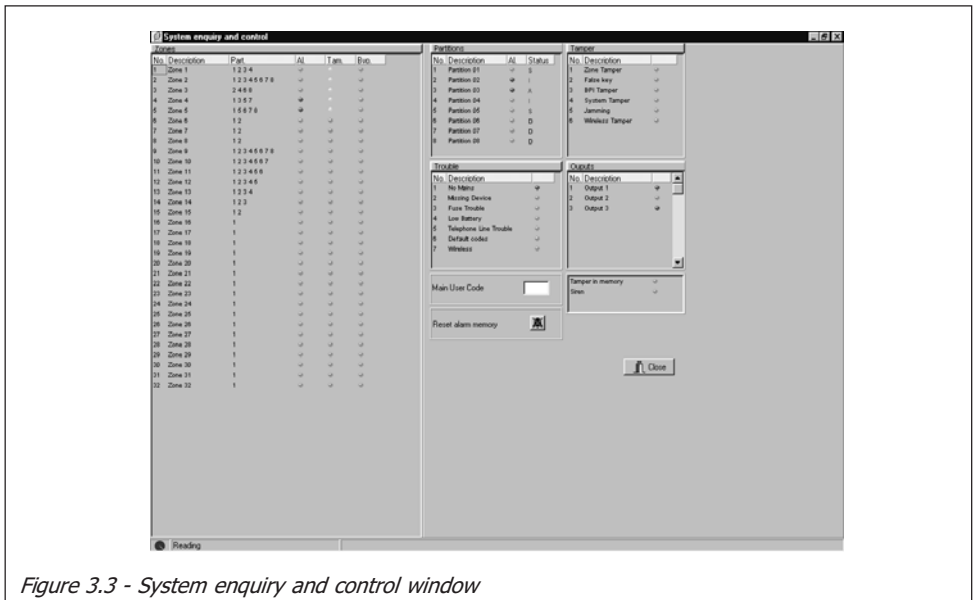 System enquiry and control
Zones
No. Description Part. Al. Tam. Byp.
1 Zone 1 1 2 3 4
2 Zone 2 1 2 3 4 5 6 7 8
3 Zone 3 2 4 6 8
4 Zone 4 1 3 5 7
5 Zone 5 1 5 6 7 8
6 Zone 6 1 2
7 Zone 7 1 2
8 Zone 8 1 2
9 Zone 9 1 2 3 4 5 6 7 8
10 Zone 10 1 2 3 4 5 6 7
11 Zone 11 1 2 3 4 5 6
12 Zone 12 1 2 3 4 5
13 Zone 13 1 2 3 4
14 Zone 14 1 2 3
15 Zone 15 1 2
16 Zone 16 1
17 Zone 17 1
18 Zone 18 1
19 Zone 19 1
20 Zone 20 1
21 Zone 21 1
22 Zone 22 1
23 Zone 23 1
24 Zone 24 1
25 Zone 25 1
26 Zone 26 1
27 Zone 27 1
28 Zone 28 1
29 Zone 29 1
30 Zone 30 1
31 Zone 31 1
32 Zone 32 1
Partitions
No. Description Al. Status
1 Partition 01 S
2 Partition 02 I
3 Partition 03 A
4 Partition 04 I
5 Partition 05 S
6 Partition 06 D
7 Partition 07 D
8 Partition 08 D
Tamper
No. Description
1 Zone Tamper
2 False key
3 BPI Tamper
4 System Tamper
5 Jamming
6 Wireless Tamper
Trouble
No. Description
1 No Mains
2 Missing Device
3 Fuse Trouble
4 Low Battery
5 Telephone Line Trouble
6 Default codes
7 Wireless
Ouputs
No. Description
1 Output 1
2 Output 2
3 Output 3
Main User Code
Tamper in memory
Siren
Reset alarm memory
Close
Reading
Figure 3.3 - System enquiry and control window